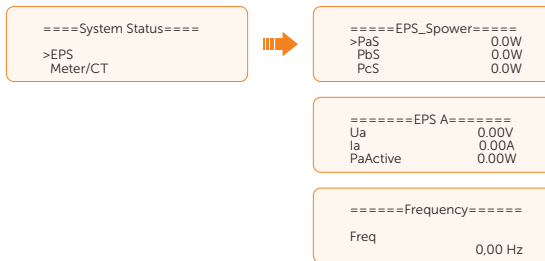 ====System Status====
>EPS
Meter/CT
=====EPS_Spower=====
>PaS 0.0W
PbS 0.0W
PcS 0.0W
=======EPS A=======
Ua 0.00V
Ia 0.00A
PaActive 0.00W
======Frequency======
Freq
0,00 Hz